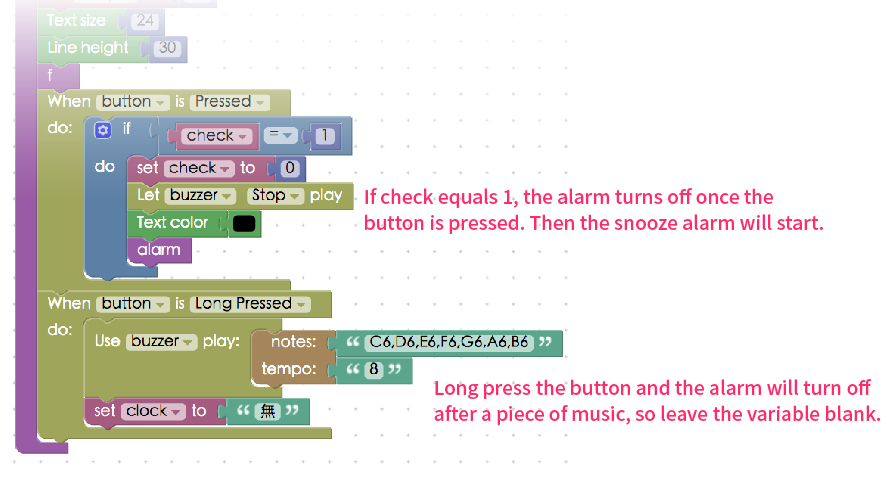 Text size 24
Line height 30
f
When button is Pressed
do: if check = 1
do set check to 0
Let buzzer Stop play
If check equals 1, the alarm turns off once the
button is pressed. Then the snooze alarm will start.
Text color
alarm
When button is Long Pressed
do: Use buzzer play: notes: “ C6,D6,E6,F6,G6,A6,B6 ”
tempo: “ 8 ”
set clock to “ 無 ”
Long press the button and the alarm will turn off
after a piece of music, so leave the variable blank.